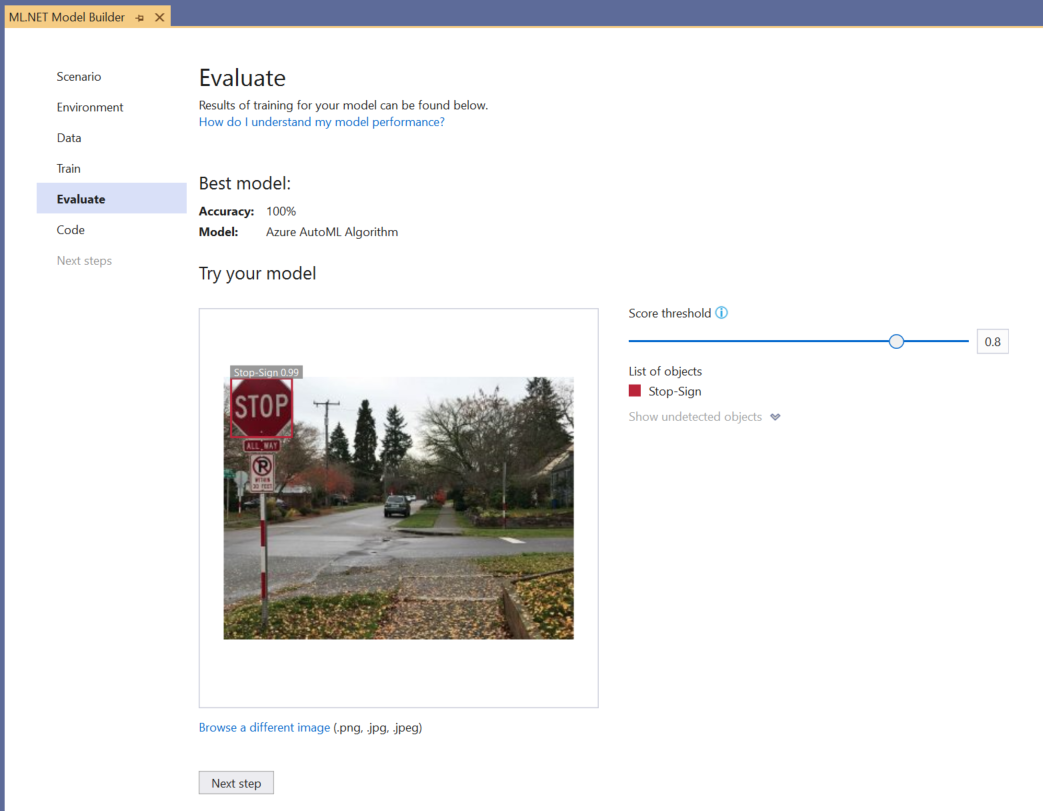 ML.NET Model Builder
Scenario
Environment
Data
Train
Evaluate
Code
Next steps
Evaluate
Results of training for your model can be found below.
How do I understand my model performance?
Best model:
Accuracy: 100%
Model: Azure AutoML Algorithm
Try your model
Stop-Sign 0.99
STOP
ALL WAY
P
WITHIN
30 FEET
Score threshold
0.8
List of objects
Stop-Sign
Show undetected objects
Browse a different image (.png, .jpg, .jpeg)
Next step